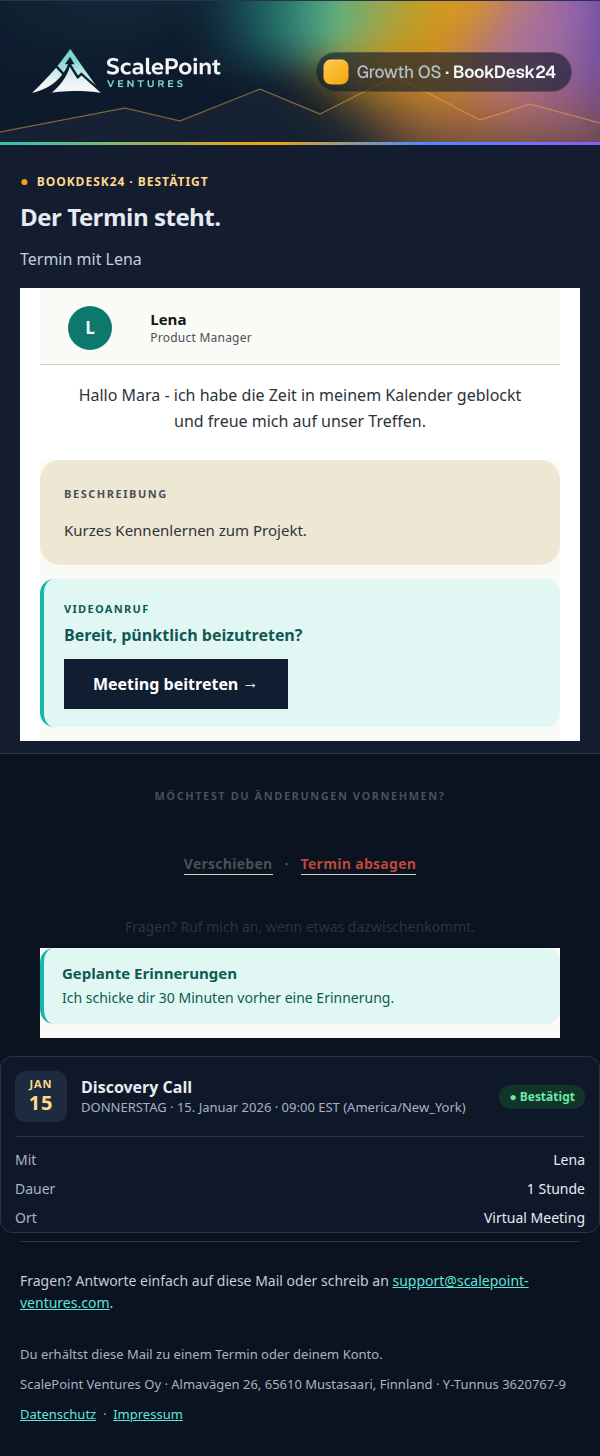 ScalePoint
VENTURES
Growth OS · BookDesk24
● BOOKDESK24 · BESTÄTIGT
Der Termin steht.
Termin mit Lena
L
Lena
Product Manager
Hallo Mara - ich habe die Zeit in meinem Kalender geblockt
und freue mich auf unser Treffen.
BESCHREIBUNG
Kurzes Kennenlernen zum Projekt.
VIDEOANRUF
Bereit, pünktlich beizutreten?
Meeting beitreten →
MÖCHTEST DU ÄNDERUNGEN VORNEHMEN?
Verschieben · Termin absagen
Fragen? Ruf mich an, wenn etwas dazwischenkommt.
Geplante Erinnerungen
Ich schicke dir 30 Minuten vorher eine Erinnerung.
JAN
15
Discovery Call
DONNERSTAG · 15. Januar 2026 · 09:00 EST (America/New_York)
● Bestätigt
Mit Lena
Dauer 1 Stunde
Ort Virtual Meeting
Fragen? Antworte einfach auf diese Mail oder schreib an support@scalepoint-
ventures.com.
Du erhältst diese Mail zu einem Termin oder deinem Konto.
ScalePoint Ventures Oy · Almavägen 26, 65610 Mustasaari, Finnland · Y-Tunnus 3620767-9
Datenschutz · Impressum